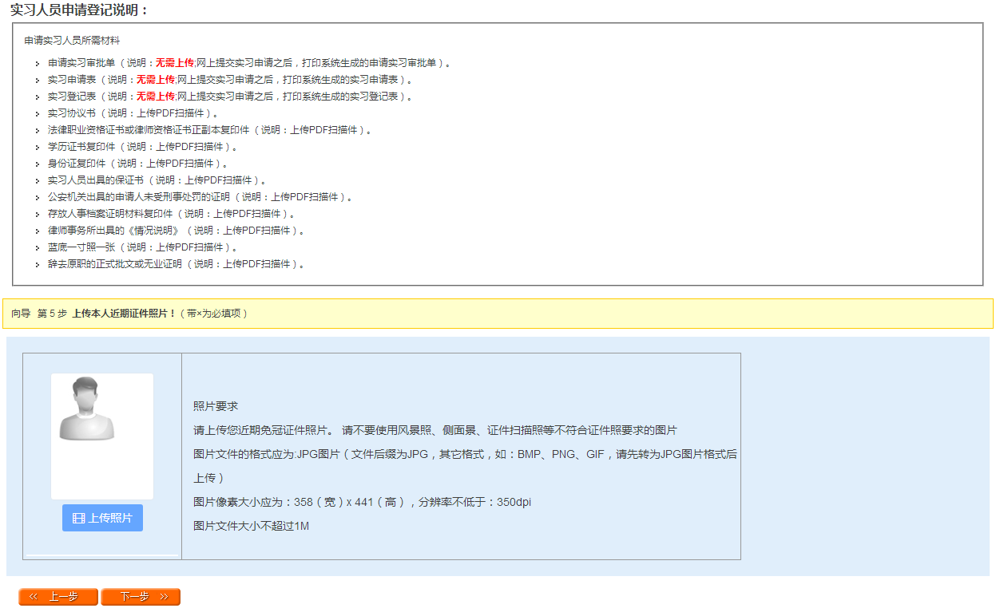 实习人员申请登记说明：
申请实习人员所需材料
申请实习审批单（说明：无需上传;网上提交实习申请之后，打印系统生成的申请实习审批单）。
实习申请表（说明：无需上传;网上提交实习申请之后，打印系统生成的实习申请表）。
实习登记表（说明：无需上传;网上提交实习申请之后，打印系统生成的实习登记表）。
实习协议书（说明：上传PDF扫描件）。
法律职业资格证书或律师资格证书正副本复印件（说明：上传PDF扫描件）。
学历证书复印件（说明：上传PDF扫描件）。
身份证复印件（说明：上传PDF扫描件）。
实习人员出具的保证书（说明：上传PDF扫描件）。
公安机关出具的申请人未受刑事处罚的证明（说明：上传PDF扫描件）。
存放人事档案证明材料复印件（说明：上传PDF扫描件）。
律师事务所出具的《情况说明》（说明：上传PDF扫描件）。
蓝底一寸照一张（说明：上传PDF扫描件）。
辞去原职的正式批文或无业证明（说明：上传PDF扫描件）。
向导 第 5 步 上传本人近期证件照片！（带×为必填项）
照片要求
请上传您近期免冠证件照片。 请不要使用风景照、侧面景、证件扫描照等不符合证件照要求的图片
图片文件的格式应为:JPG图片（文件后缀为JPG，其它格式，如：BMP、PNG、GIF，请先转为JPG图片格式后
上传）
图片像素大小应为：358（宽）x 441（高），分辨率不低于：350dpi
图片文件大小不超过1M
上传照片
上一步 下一步